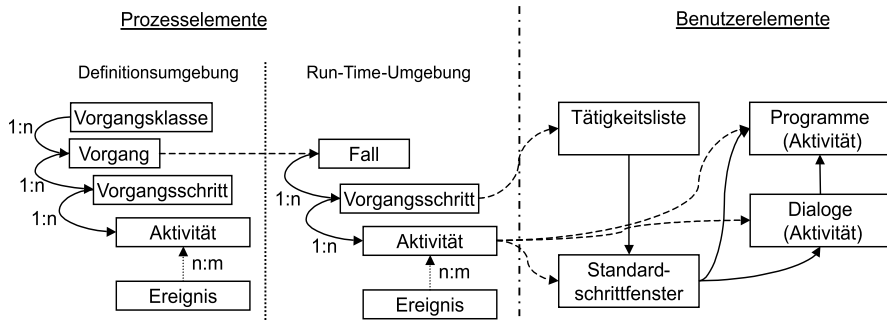 Prozesselemente
Benutzerelemente
Definitionsumgebung
Run-Time-Umgebung
Vorgangsklasse
1:n
Vorgang
1:n
Vorgangsschritt
1:n
Aktivität
n:m
Ereignis
Fall
1:n
Vorgangsschritt
1:n
Aktivität
n:m
Ereignis
Tätigkeitsliste
Standard-
schrittfenster
Programme
(Aktivität)
Dialoge
(Aktivität)